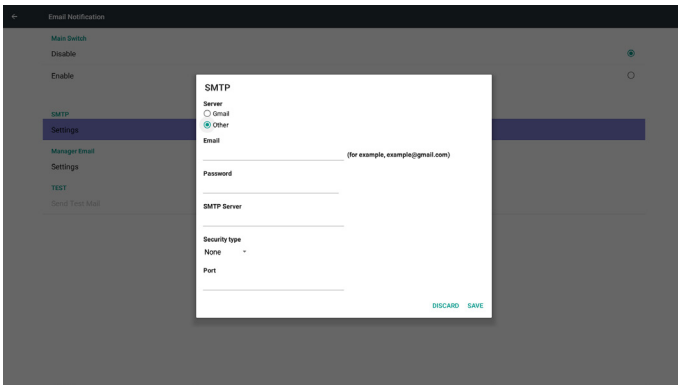 Email Notification
Main Switch
Disable
Enable
SMTP
Settings
Manager Email
Settings
TEST
Send Test Mail
SMTP
Server
Gmail
Other
Email
(for example, example@gmail.com)
Password
SMTP Server
Security type
None
Port
DISCARD SAVE